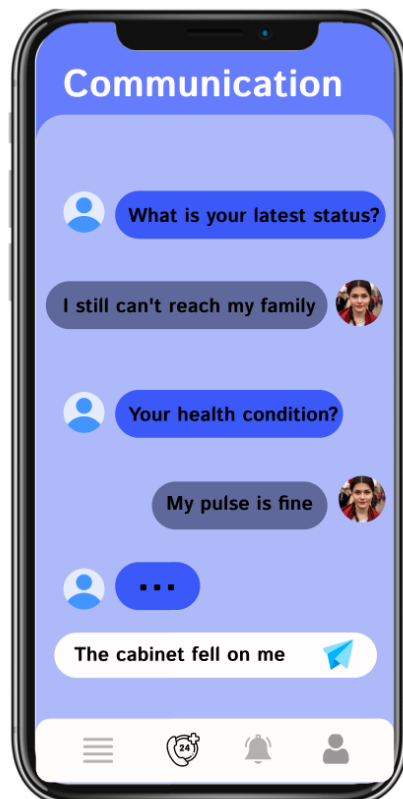 Communication
What is your latest status?
I still can't reach my family
Your health condition?
My pulse is fine
...
The cabinet fell on me
24